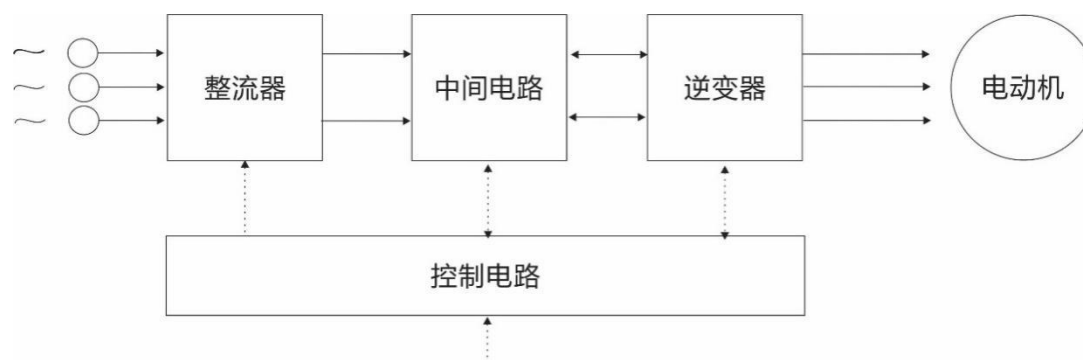 整流器
中间电路
逆变器
电动机
控制电路